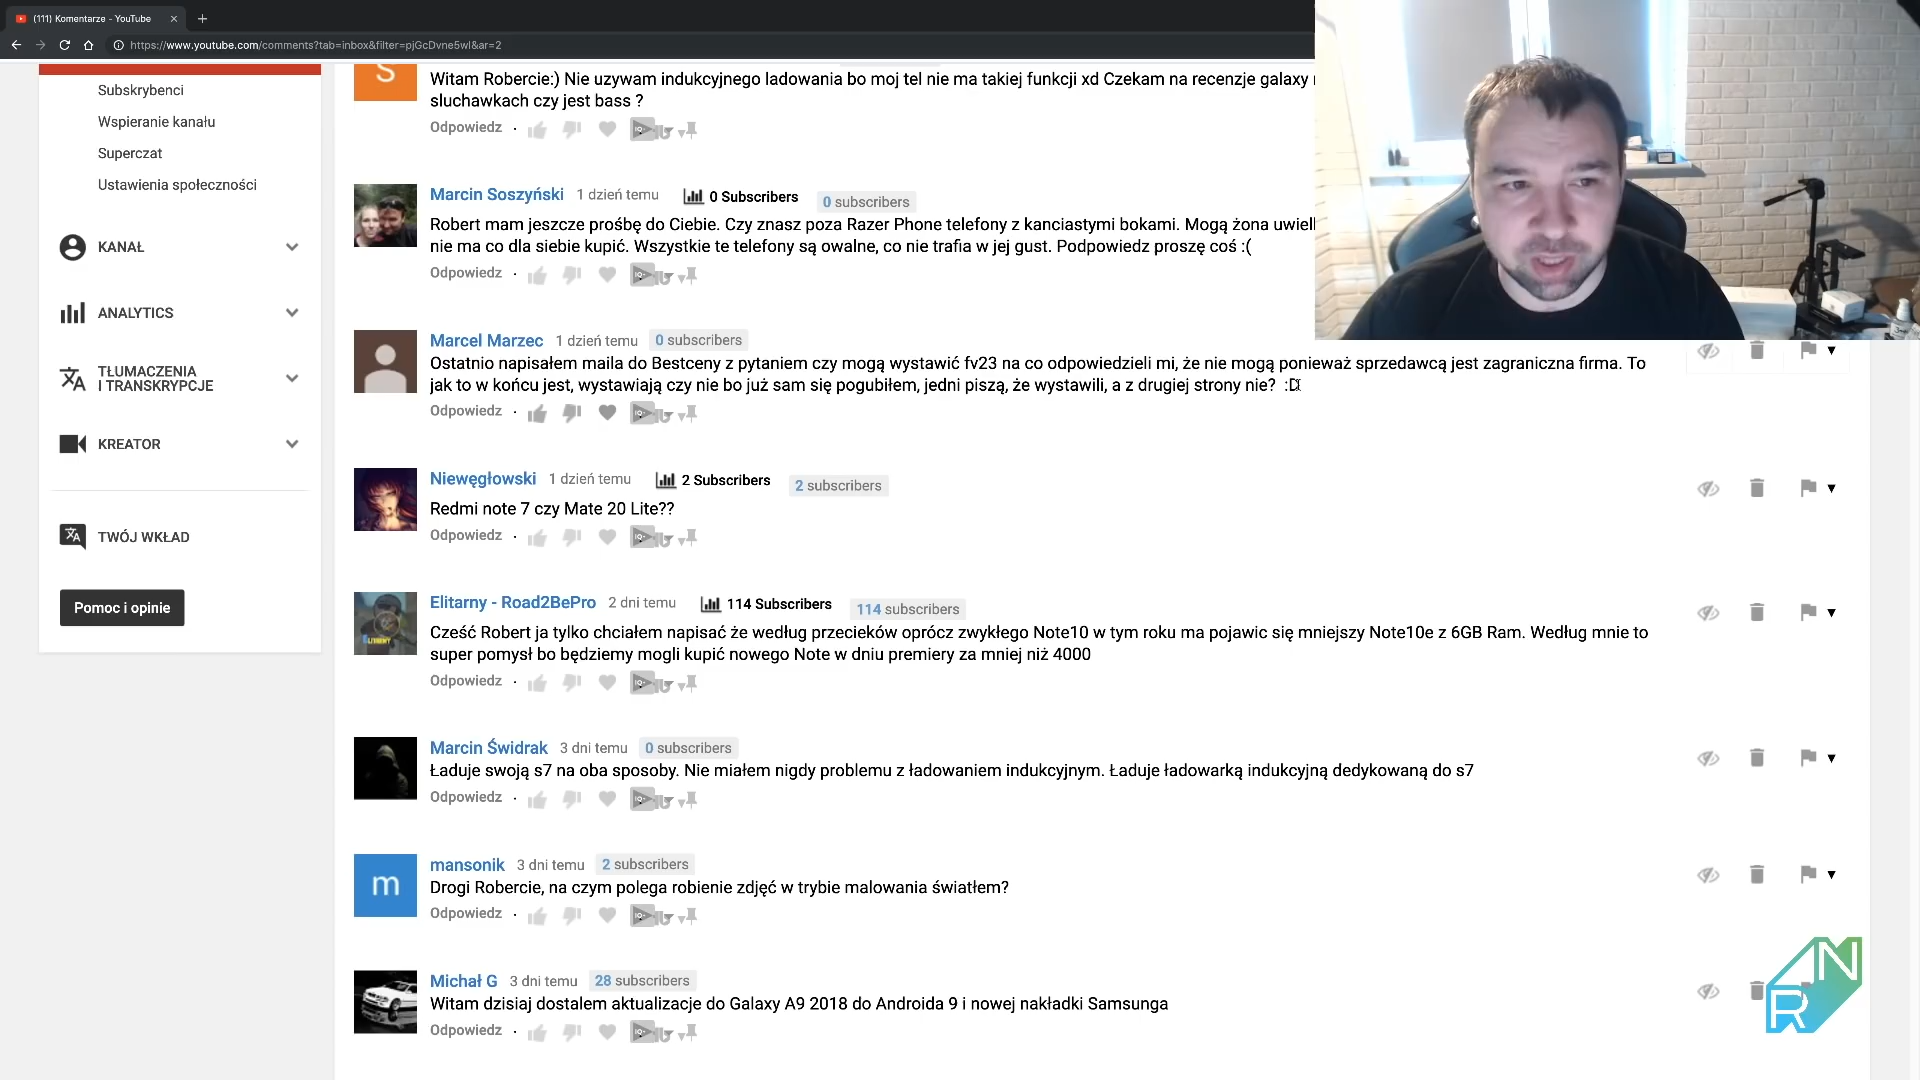 (111) Komentarze - YouTube
https://www.youtube.com/comments?tab=inbox&filter=pjGcDvne5wI&ar=2
Subskrybenci
Wspieranie kanału
Superczat
Ustawienia społeczności
KANAŁ
ANALYTICS
TŁUMACZENIA
I TRANSKRYPCJE
KREATOR
TWÓJ WKŁAD
Pomoc i opinie
S
Witam Robercie:) Nie uzywam indukcyjnego ladowania bo moj tel nie ma takiej funkcji xd Czekam na recenzje galaxy
sluchawkach czy jest bass ?
Odpowiedz
Marcin Soszyński 1 dzień temu 0 Subscribers 0 subscribers
Robert mam jeszcze prośbę do Ciebie. Czy znasz poza Razer Phone telefony z kanciastymi bokami. Mogą żona uwiel
nie ma co dla siebie kupić. Wszystkie te telefony są owalne, co nie trafia w jej gust. Podpowiedz proszę coś :(
Odpowiedz
Marcel Marzec 1 dzień temu 0 subscribers
Ostatnio napisałem maila do Bestceny z pytaniem czy mogą wystawić fv23 na co odpowiedzieli mi, że nie mogą ponieważ sprzedawcą jest zagraniczna firma. To
jak to w końcu jest, wystawiają czy nie bo już sam się pogubiłem, jedni piszą, że wystawili, a z drugiej strony nie? :D
Odpowiedz
Niewęgłowski 1 dzień temu 2 Subscribers 2 subscribers
Redmi note 7 czy Mate 20 Lite??
Odpowiedz
Elitarny - Road2BePro 2 dni temu 114 Subscribers 114 subscribers
Cześć Robert ja tylko chciałem napisać że według przecieków oprócz zwykłego Note10 w tym roku ma pojawic się mniejszy Note10e z 6GB Ram. Według mnie to
super pomysł bo będziemy mogli kupić nowego Note w dniu premiery za mniej niż 4000
Odpowiedz
Marcin Świdrak 3 dni temu 0 subscribers
Ładuje swoją s7 na oba sposoby. Nie miałem nigdy problemu z ładowaniem indukcyjnym. Ładuje ładowarką indukcyjną dedykowaną do s7
Odpowiedz
m
mansonik 3 dni temu 2 subscribers
Drogi Robercie, na czym polega robienie zdjęć w trybie malowania światłem?
Odpowiedz
Michał G 3 dni temu 28 subscribers
Witam dzisiaj dostalem aktualizacje do Galaxy A9 2018 do Androida 9 i nowej nakładki Samsunga
Odpowiedz
RN